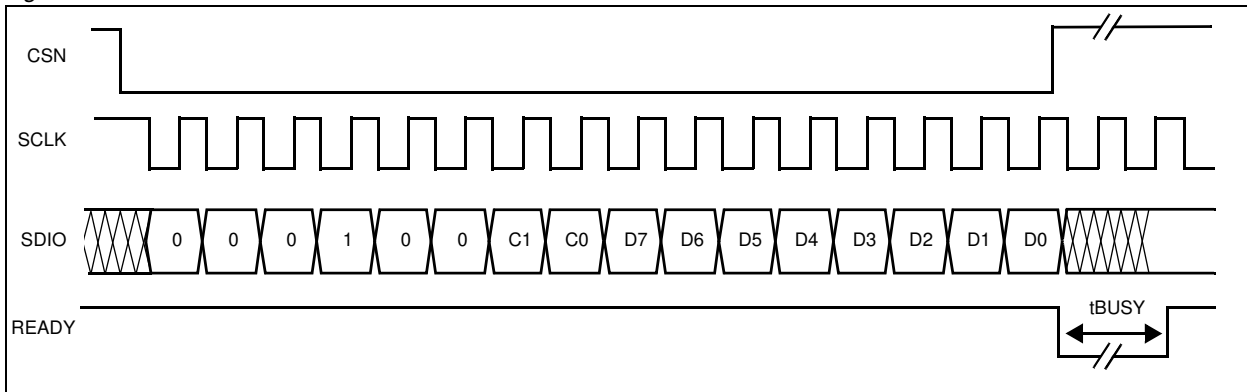 CSN
SCLK
SDIO 0 0 0 1 0 0 C1 C0 D7 D6 D5 D4 D3 D2 D1 D0
tBUSY
READY